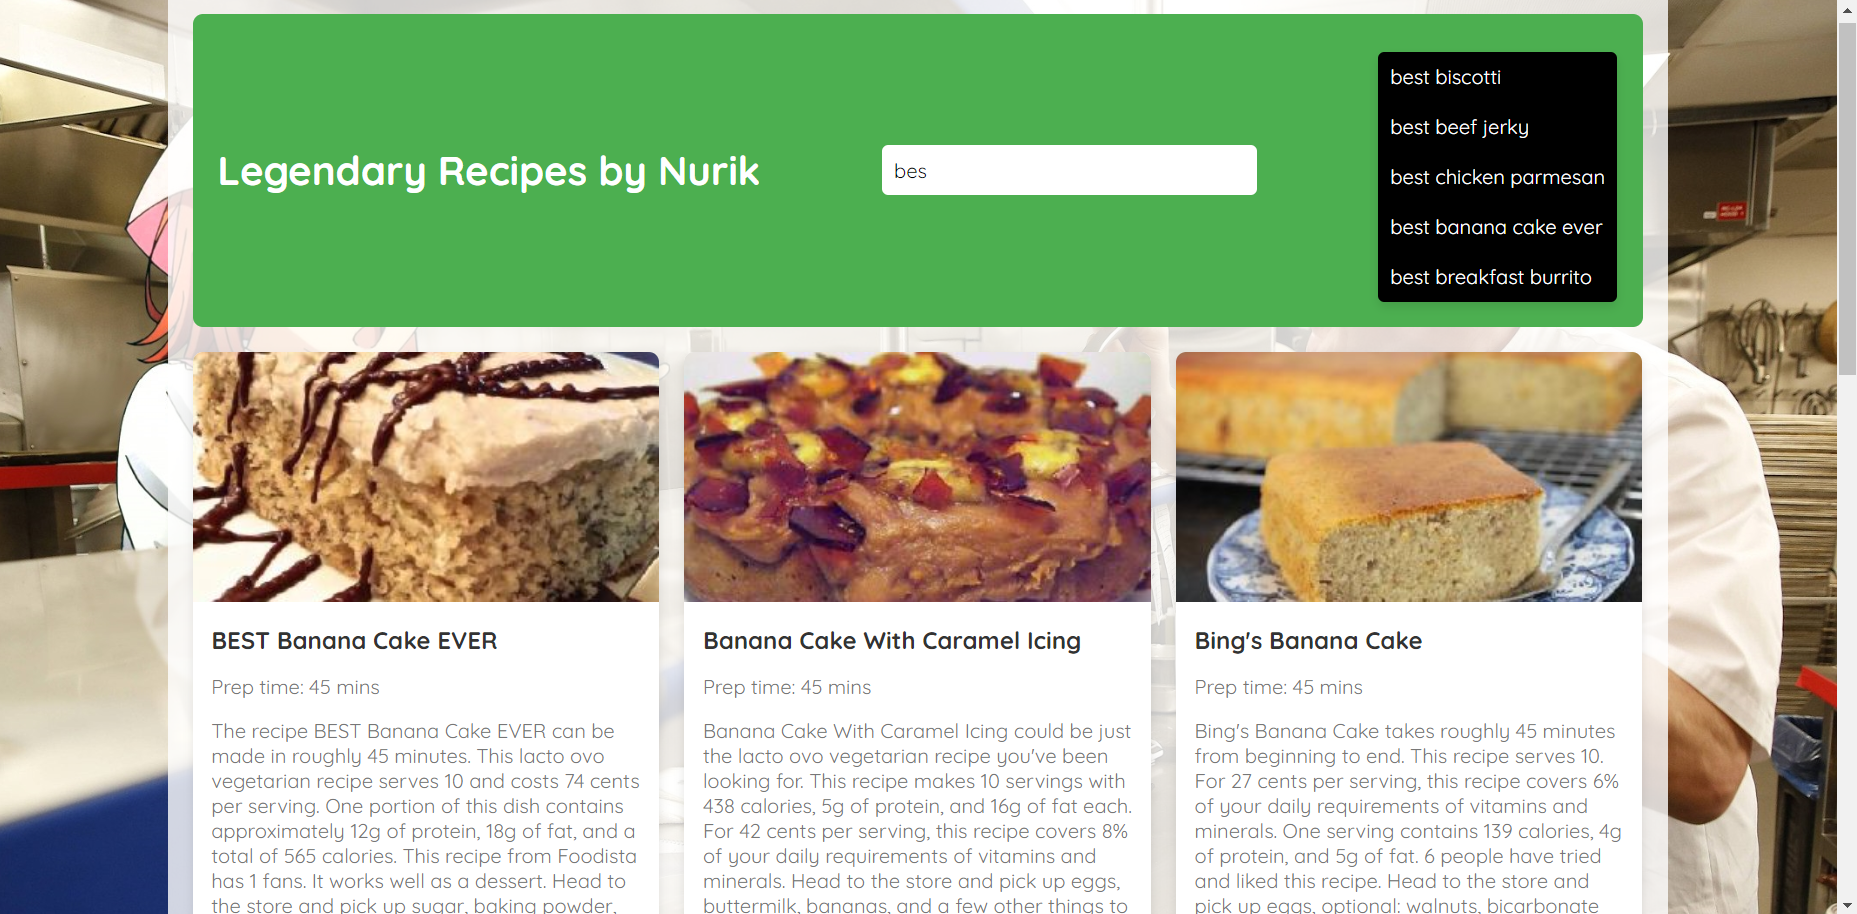 Legendary Recipes by Nurik
bes
best biscotti
best beef jerky
best chicken parmesan
best banana cake ever
best breakfast burrito
BEST Banana Cake EVER
Prep time: 45 mins
The recipe BEST Banana Cake EVER can be
made in roughly 45 minutes. This lacto ovo
vegetarian recipe serves 10 and costs 74 cents
per serving. One portion of this dish contains
approximately 12g of protein, 18g of fat, and a
total of 565 calories. This recipe from Foodista
has 1 fans. It works well as a dessert. Head to
the store and pick up sugar, baking powder,
Banana Cake With Caramel Icing
Prep time: 45 mins
Banana Cake With Caramel Icing could be just
the lacto ovo vegetarian recipe you've been
looking for. This recipe makes 10 servings with
438 calories, 5g of protein, and 16g of fat each.
For 42 cents per serving, this recipe covers 8%
of your daily requirements of vitamins and
minerals. Head to the store and pick up eggs,
buttermilk, bananas, and a few other things to
Bing's Banana Cake
Prep time: 45 mins
Bing's Banana Cake takes roughly 45 minutes
from beginning to end. This recipe serves 10.
For 27 cents per serving, this recipe covers 6%
of your daily requirements of vitamins and
minerals. One serving contains 139 calories, 4g
of protein, and 5g of fat. 6 people have tried
and liked this recipe. Head to the store and
pick up eggs, optional: walnuts, bicarbonate